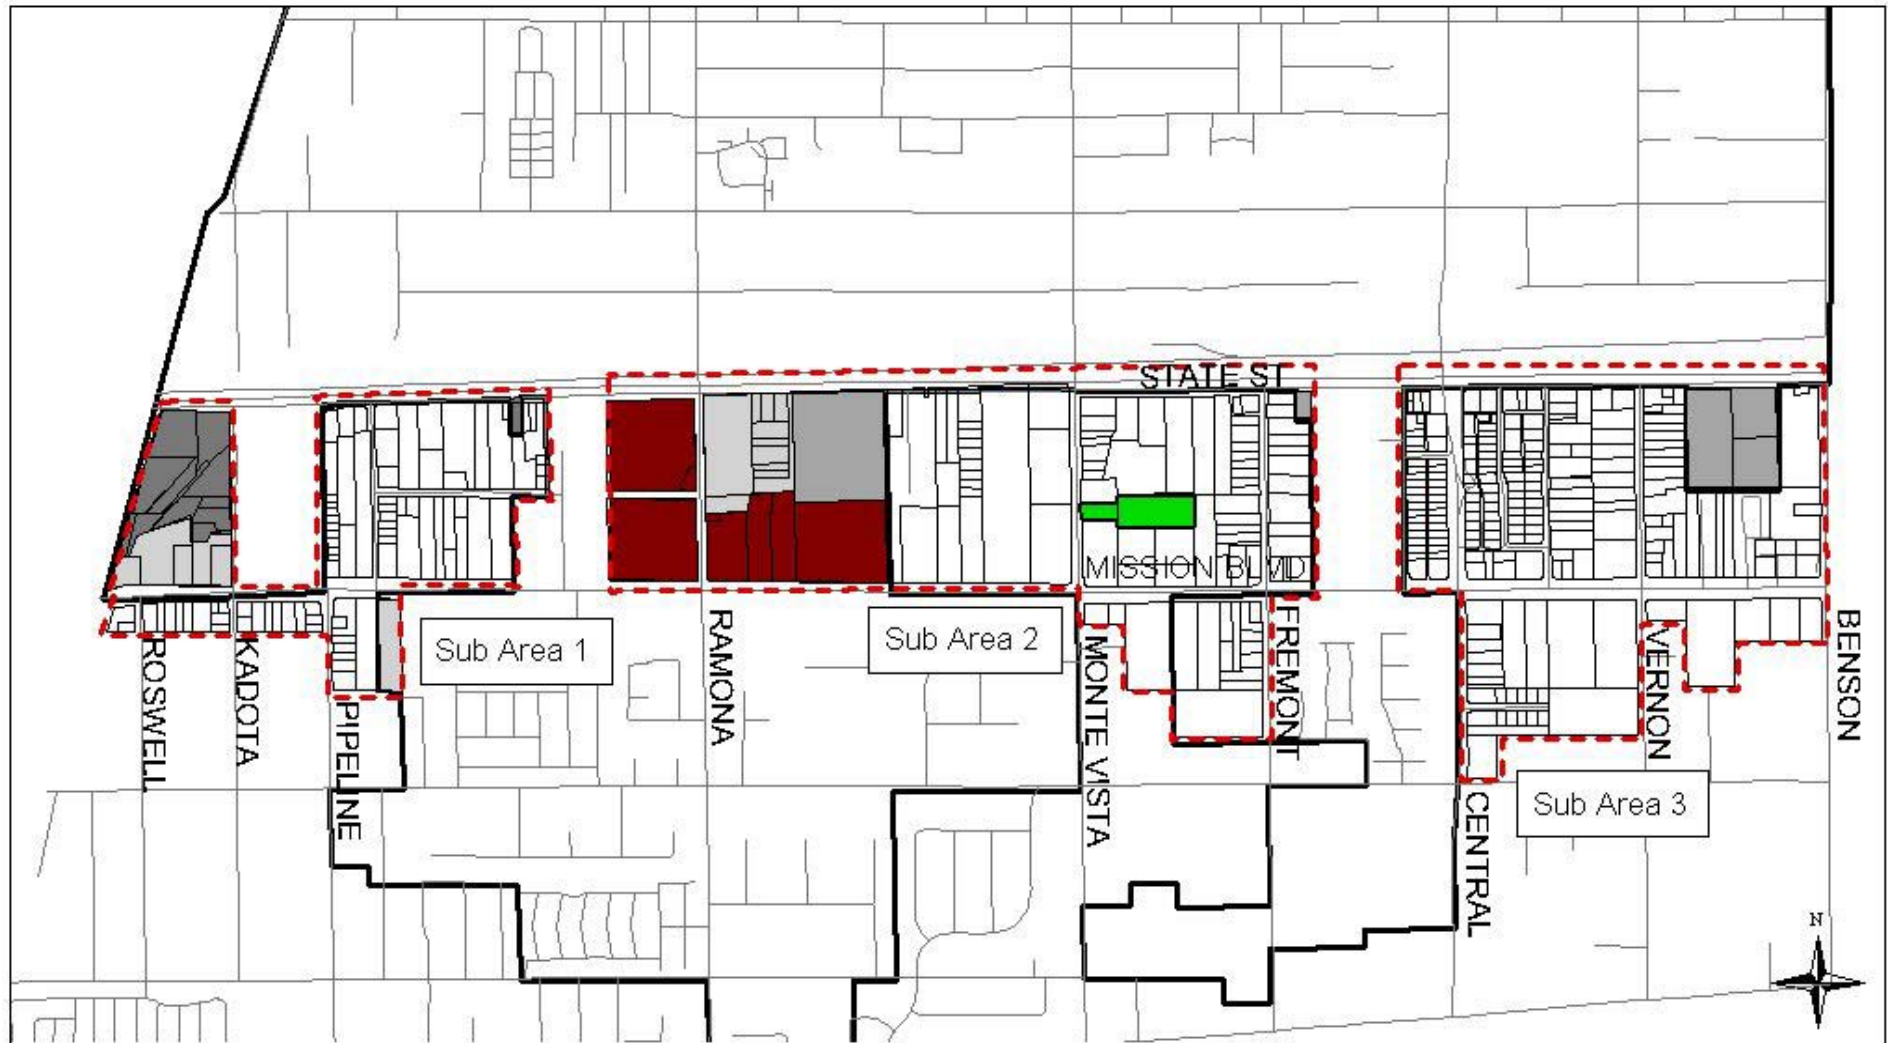 STATE ST
MISSION BLVD
Sub Area 1
Sub Area 2
Sub Area 3
ROSWELL
KADOTA
PIPELINE
RAMONA
MONTE VISTA
FREMONT
CENTRAL
VERNON
BENSON
N